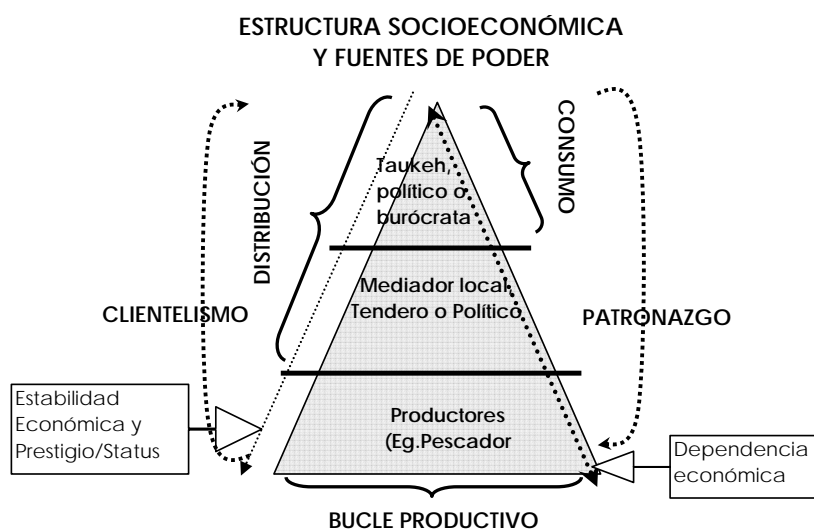 ESTRUCTURA SOCIOECONÓMICA
Y FUENTES DE PODER
DISTRIBUCIÓN
CONSUMO
Taukeh,
político o
burócrata
Mediador local,
Tendero o Político
CLIENTELISMO
PATRONAZGO
Estabilidad
Económica y
Prestigio/Status
Productores
(Eg.Pescador
Dependencia
económica
BUCLE PRODUCTIVO